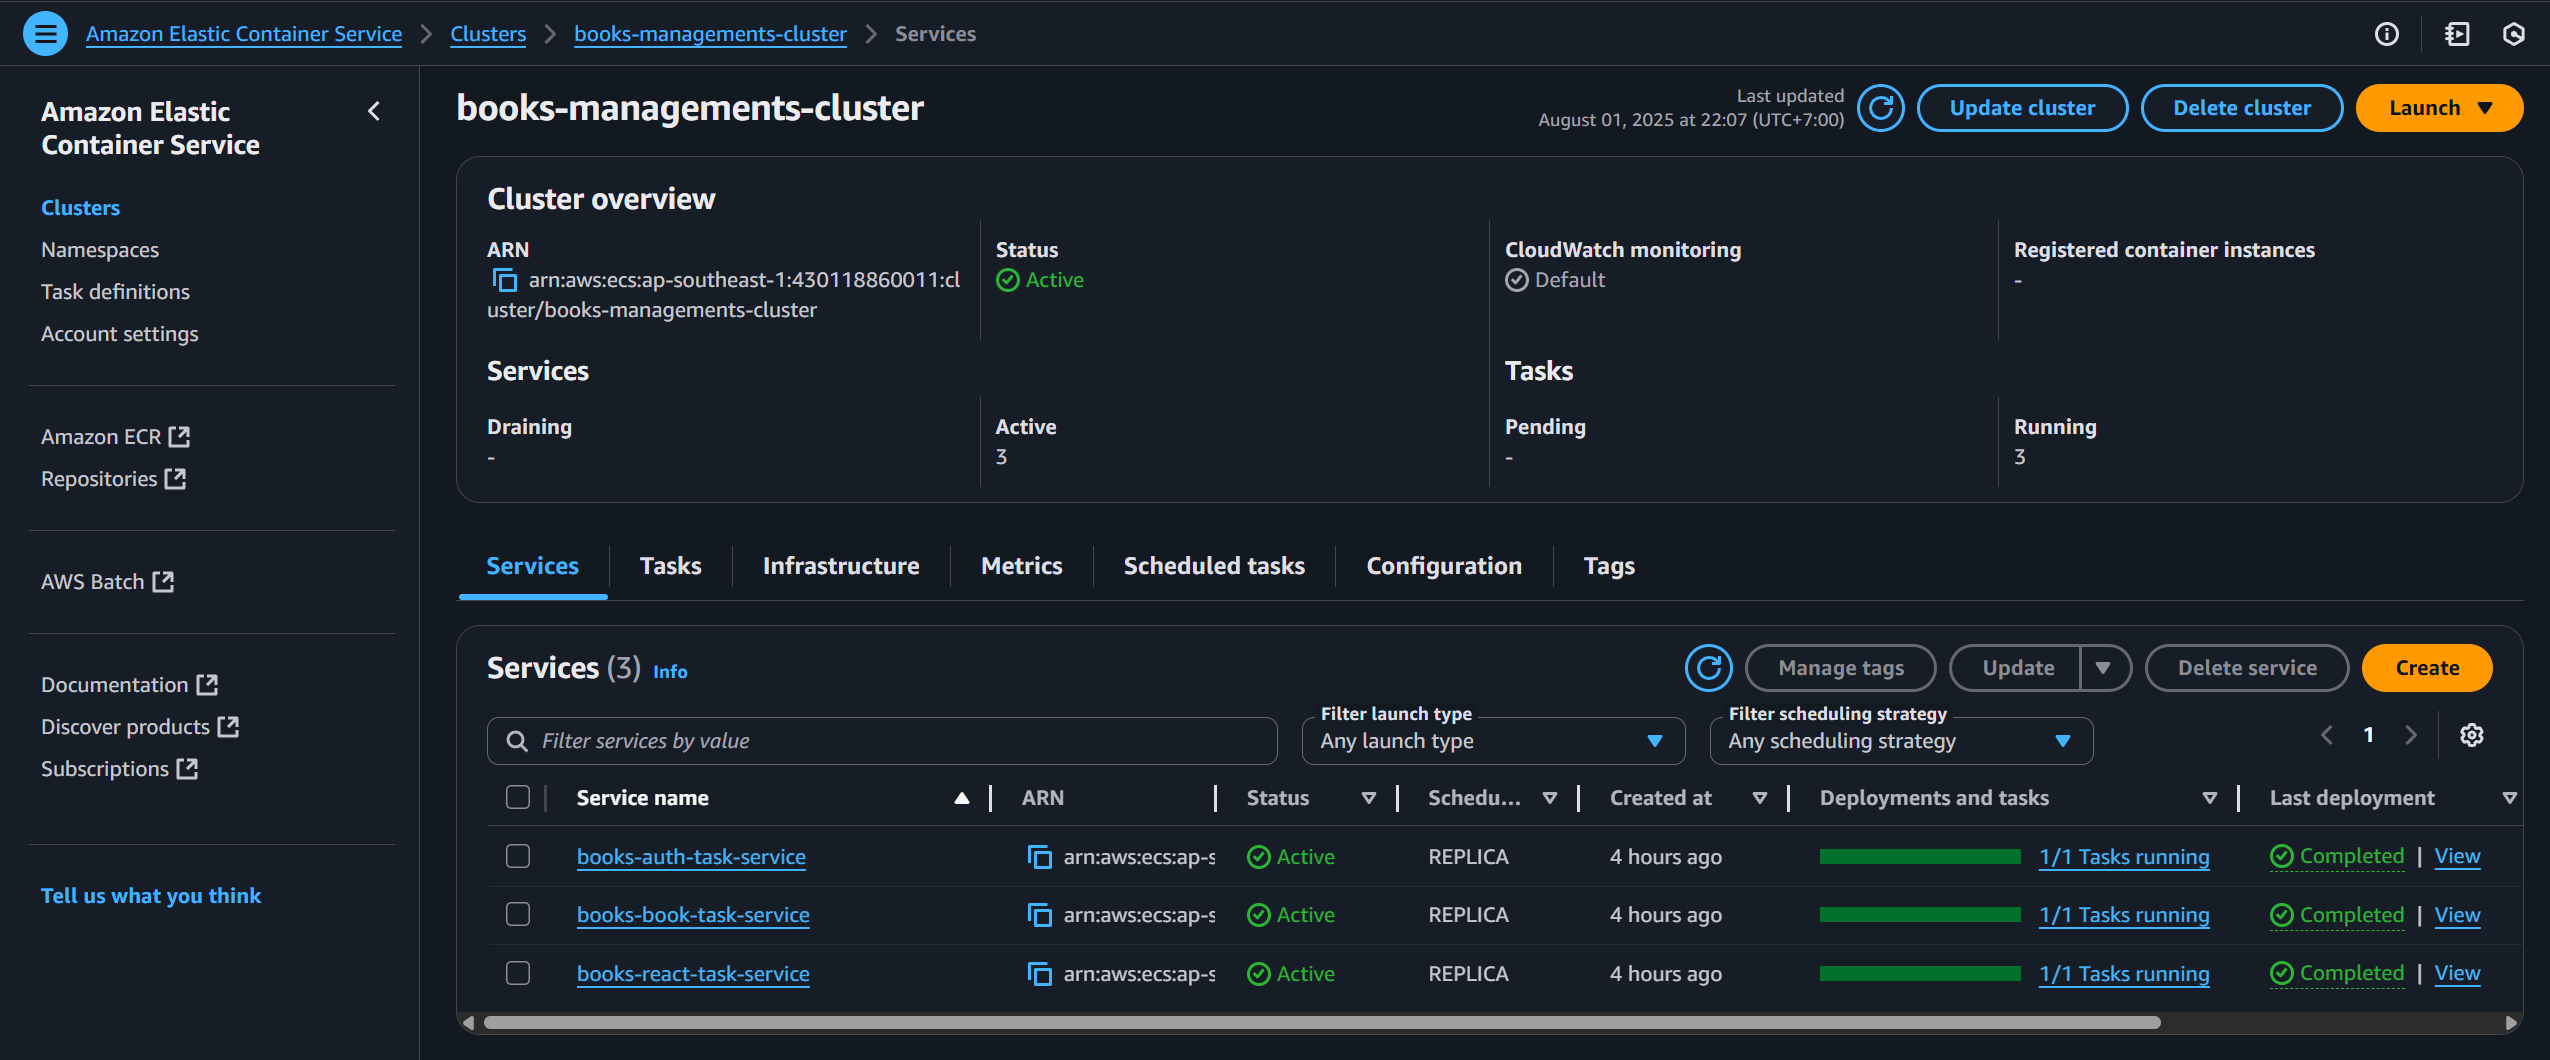 Amazon Elastic Container Service > Clusters > books-managements-cluster > Services
Amazon Elastic
Container Service
Clusters
Namespaces
Task definitions
Account settings
Amazon ECR
Repositories
AWS Batch
Documentation
Discover products
Subscriptions
Tell us what you think
books-managements-cluster
Last updated
August 01, 2025 at 22:07 (UTC+7:00)
Update cluster
Delete cluster
Launch
Cluster overview
ARN
arn:aws:ecs:ap-southeast-1:430118860011:cl
uster/books-managements-cluster
Status
Active
CloudWatch monitoring
Default
Registered container instances
-
Services
Draining
-
Active
3
Tasks
Pending
-
Running
3
Services Tasks Infrastructure Metrics Scheduled tasks Configuration Tags
Services (3) Info
Manage tags
Update
Delete service
Create
Filter services by value
Filter launch type
Any launch type
Filter scheduling strategy
Any scheduling strategy
1
Service name ARN Status Schedu... Created at Deployments and tasks Last deployment
books-auth-task-service arn:aws:ecs:ap-s Active REPLICA 4 hours ago 1/1 Tasks running Completed | View
books-book-task-service arn:aws:ecs:ap-s Active REPLICA 4 hours ago 1/1 Tasks running Completed | View
books-react-task-service arn:aws:ecs:ap-s Active REPLICA 4 hours ago 1/1 Tasks running Completed | View